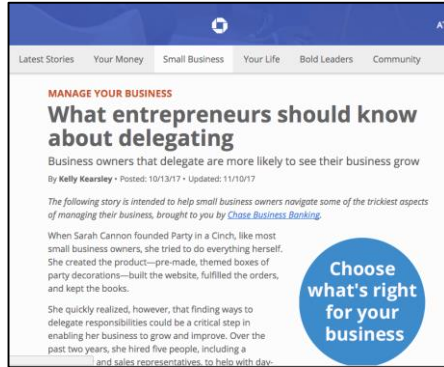 AT
Latest Stories Your Money Small Business Your Life Bold Leaders Community
MANAGE YOUR BUSINESS
What entrepreneurs should know
about delegating
Business owners that delegate are more likely to see their business grow
By Kelly Kearsley • Posted: 10/13/17 • Updated: 11/10/17
The following story is intended to help small business owners navigate some of the trickiest aspects
of managing their business, brought to you by Chase Business Banking.
When Sarah Cannon founded Party in a Cinch, like most
small business owners, she tried to do everything herself.
She created the product—pre-made, themed boxes of
party decorations—built the website, fulfilled the orders,
and kept the books.
She quickly realized, however, that finding ways to
delegate responsibilities could be a critical step in
enabling her business to grow and improve. Over the
past two years, she hired five people, including a
and sales representatives, to help with day-
Choose
what's right
for your
business